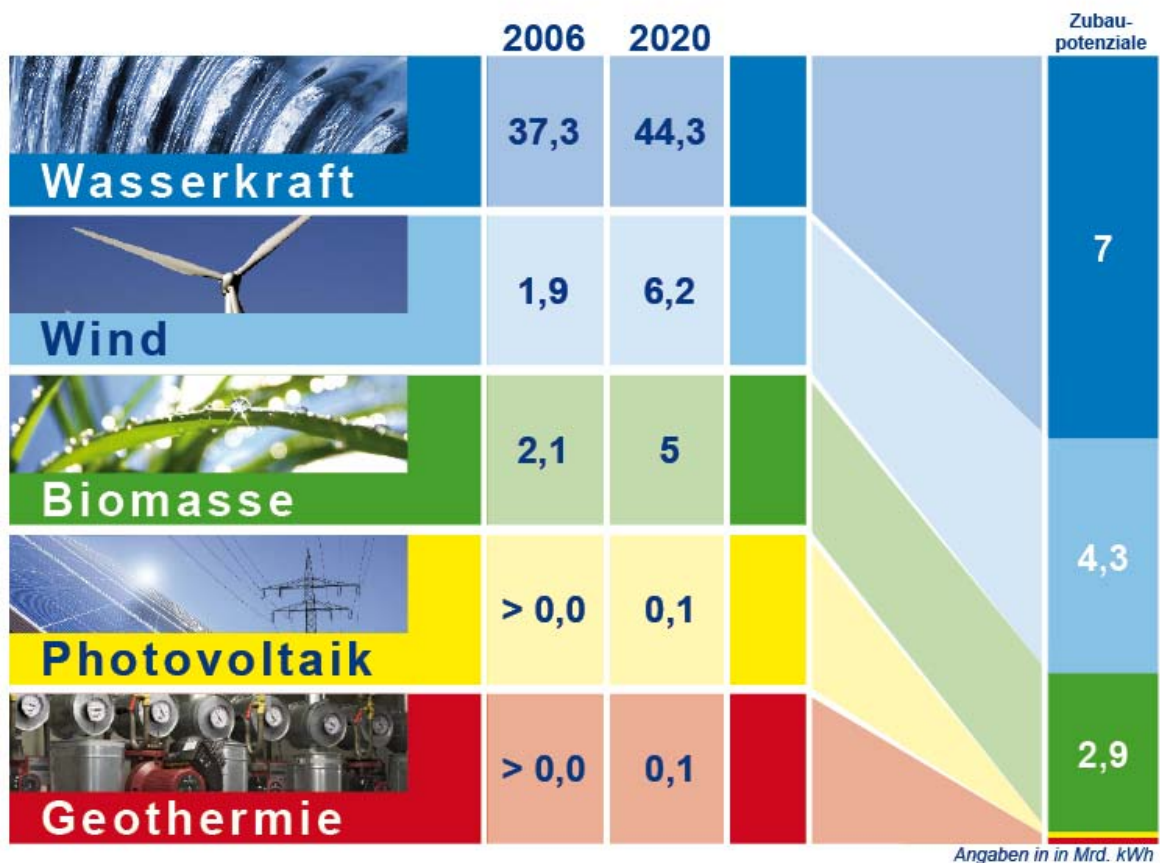 2006 2020 Zubau-
potenziale
Wasserkraft 37,3 44,3 7
Wind 1,9 6,2 4,3
Biomasse 2,1 5 2,9
Photovoltaik > 0,0 0,1
Geothermie > 0,0 0,1
Angaben in in Mrd. kWh